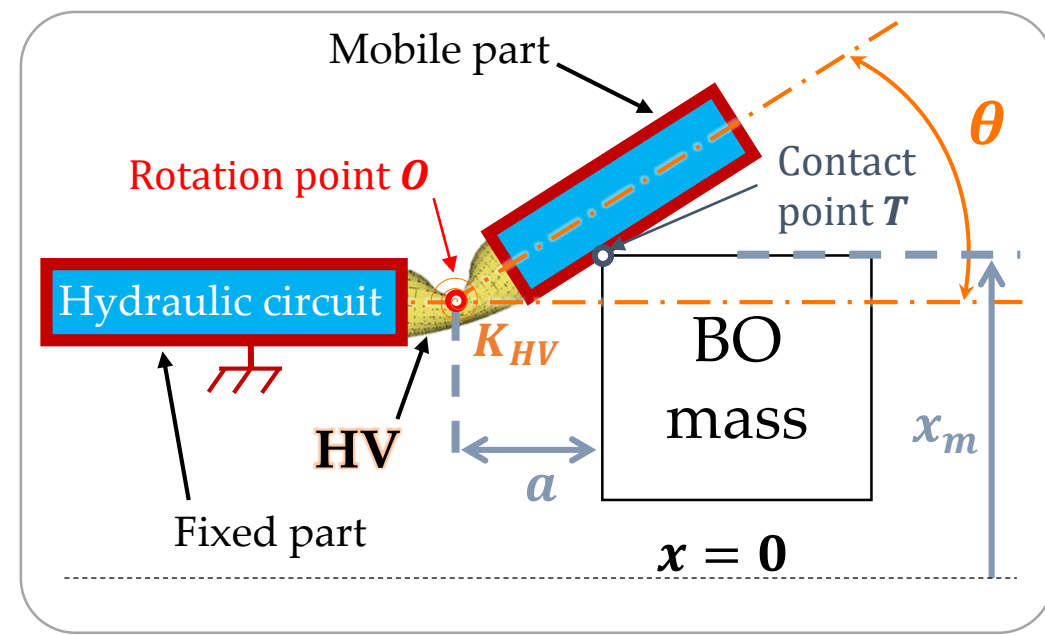 Mobile part
θ
Rotation point O
Contact
point T
Hydraulic circuit
K_HV
BO
mass
x_m
HV
a
Fixed part
x = 0